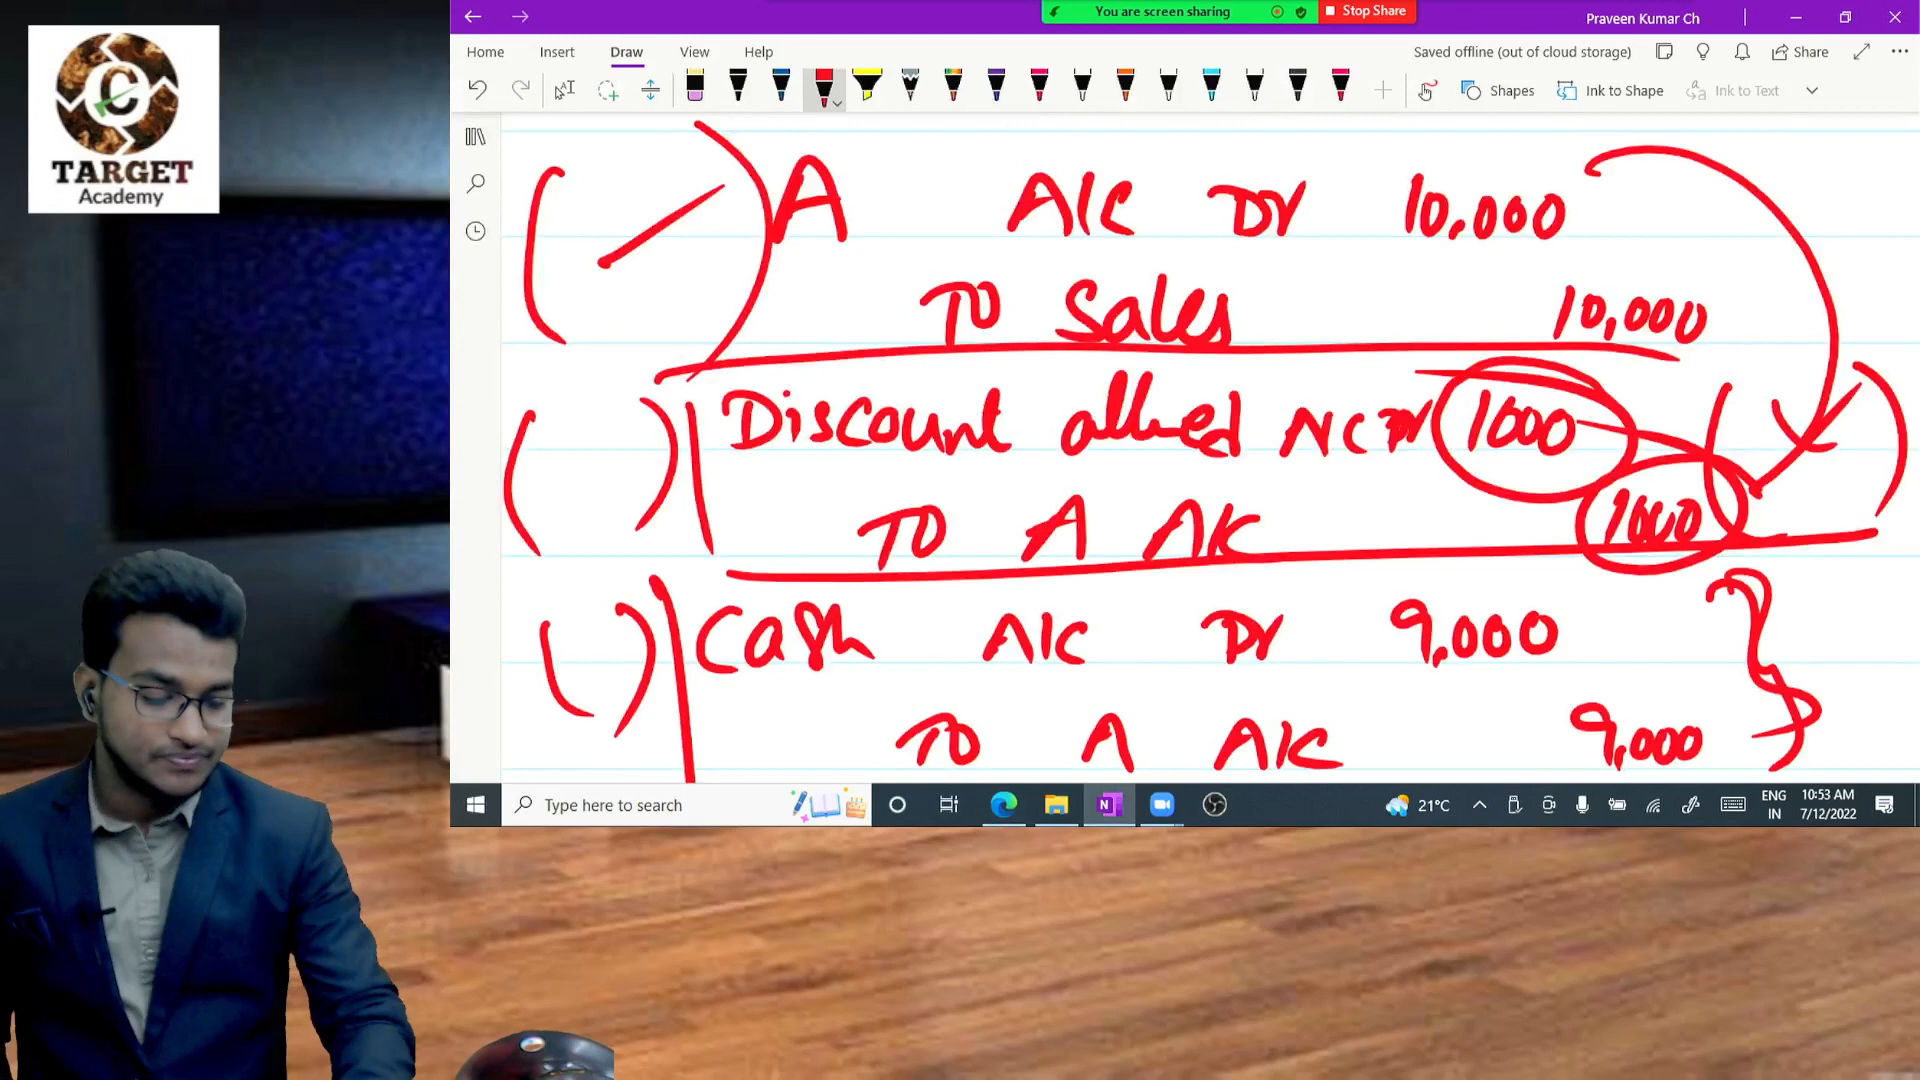 You are screen sharing
Stop Share
Praveen Kumar Ch
Home Insert Draw View Help
Saved offline (out of cloud storage)
Share
Shapes
Ink to Shape
Ink to Text
C
TARGET
Academy
A A/C Dr 10,000
To Sales 10,000
Discount allowed A/C Dr 1000
To A A/C 1000
Cash A/C Dr 9,000
To A A/C 9,000
Type here to search
N
21°C
ENG
IN
10:53 AM
7/12/2022